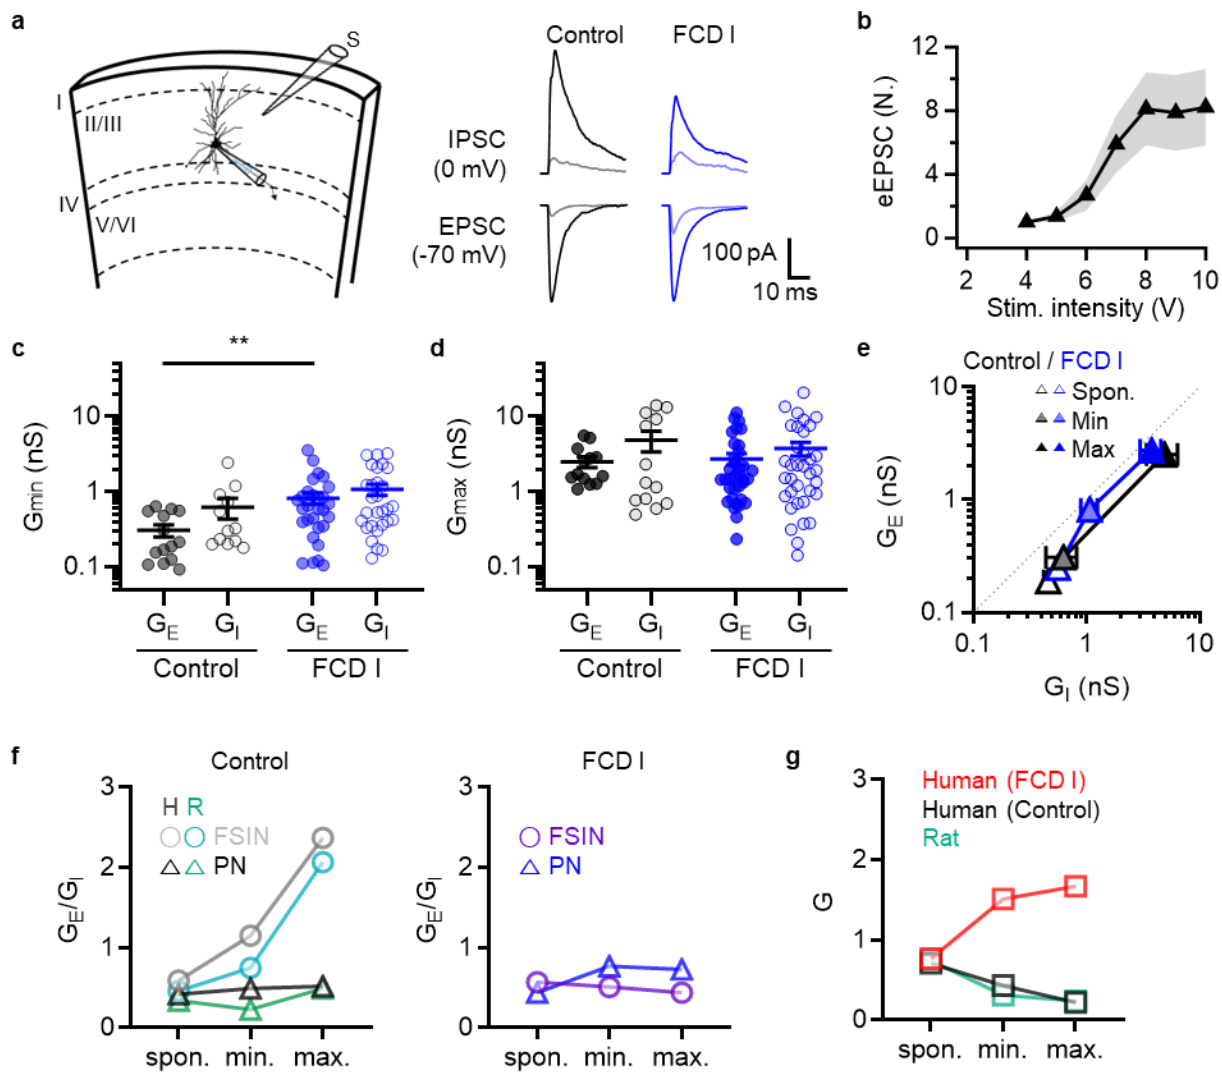 a
S
I
II/III
IV
V/VI
Control
FCD I
IPSC
(0 mV)
EPSC
(-70 mV)
100 pA
10 ms
b
eEPSC (N.)
12
8
4
0
2 4 6 8 10
Stim. intensity (V)
c
**
Gmin (nS)
10
1
0.1
GE GI GE GI
Control FCD I
d
Gmax (nS)
10
1
0.1
GE GI GE GI
Control FCD I
e
Control / FCD I
Spon.
Min
Max
GE (nS)
10
1
0.1
0.1 1 10
GI (nS)
f
Control
H R
FSIN
PN
GE/GI
3
2
1
0
spon. min. max.
FCD I
FSIN
PN
GE/GI
3
2
1
0
spon. min. max.
g
Human (FCD I)
Human (Control)
Rat
G
3
2
1
0
spon. min. max.